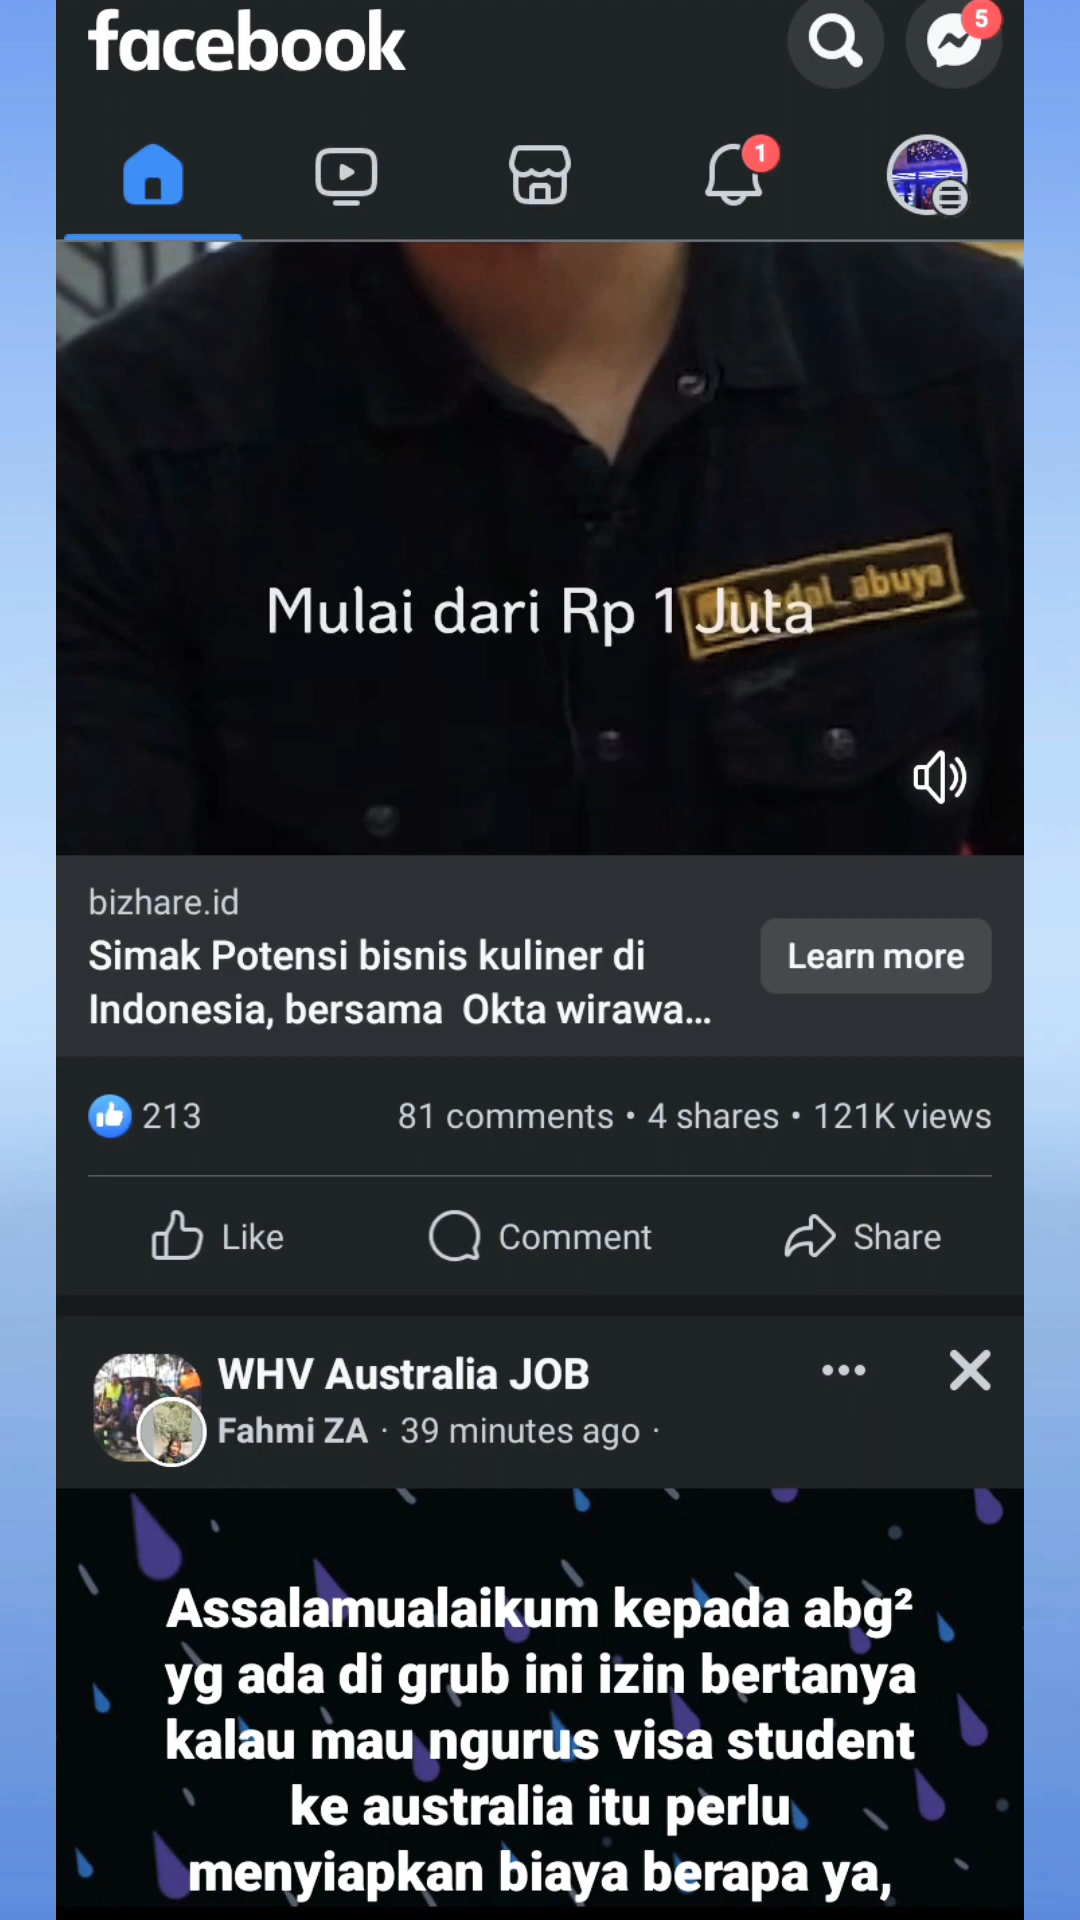 facebook
5
1
abuya
Mulai dari Rp 1 Juta
bizhare.id
Simak Potensi bisnis kuliner di
Indonesia, bersama Okta wirawa...
Learn more
213
81 comments • 4 shares • 121K views
Like
Comment
Share
WHV Australia JOB
Fahmi ZA · 39 minutes ago ·
Assalamualaikum kepada abg²
yg ada di grub ini izin bertanya
kalau mau ngurus visa student
ke australia itu perlu
menyiapkan biaya berapa ya,